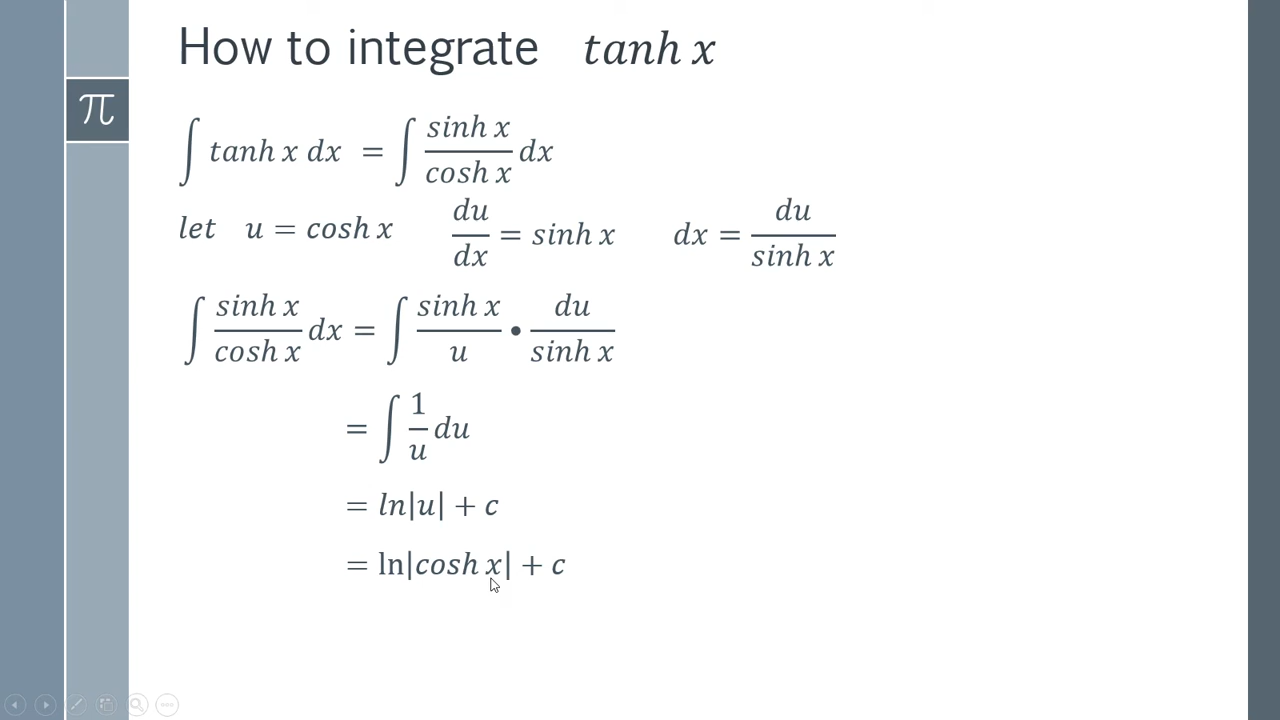 How to integrate tanh x
π
∫ tanh x dx = ∫ sinh x / cosh x dx
let u = cosh x du/dx = sinh x dx = du / sinh x
∫ sinh x / cosh x dx = ∫ sinh x / u • du / sinh x
= ∫ 1/u du
= ln|u| + c
= ln|cosh x| + c